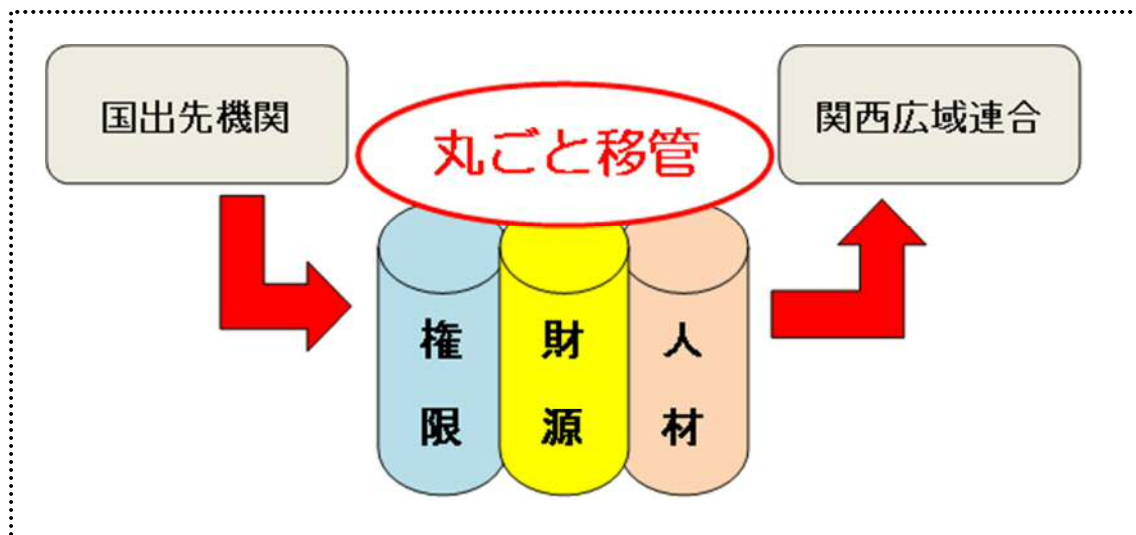 国出先機関
丸ごと移管
関西広域連合
権限
財源
人材